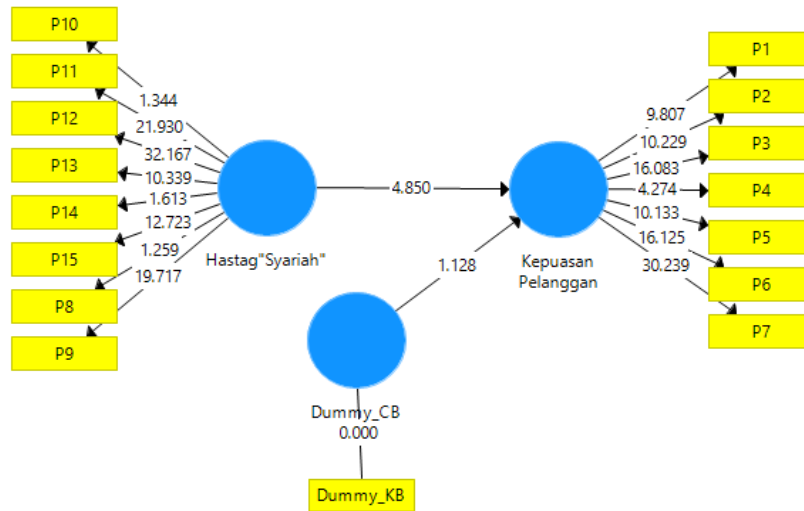 P10
P11
P12
P13
P14
P15
P8
P9
1.344
21.930
32.167
10.339
1.613
12.723
1.259
19.717
Hastag"Syariah"
4.850
1.128
Dummy_CB
0.000
Dummy_KB
Kepuasan
Pelanggan
9.807
10.229
16.083
4.274
10.133
16.125
30.239
P1
P2
P3
P4
P5
P6
P7